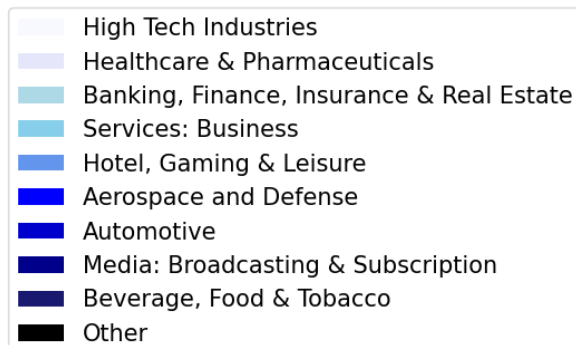 High Tech Industries
Healthcare & Pharmaceuticals
Banking, Finance, Insurance & Real Estate
Services: Business
Hotel, Gaming & Leisure
Aerospace and Defense
Automotive
Media: Broadcasting & Subscription
Beverage, Food & Tobacco
Other